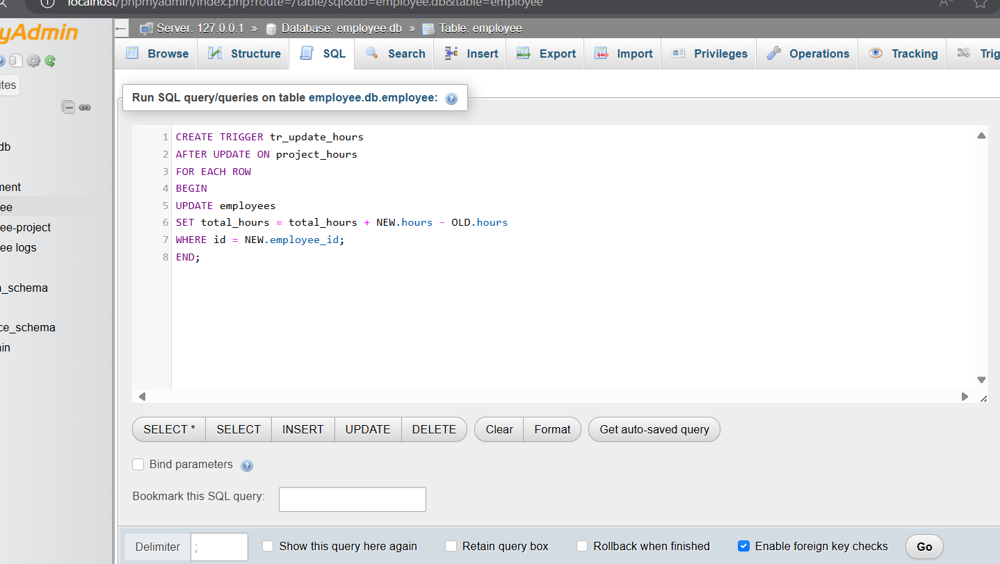 localhost/phpmyadmin/index.php?route=/table/sql&db=employee.db&table=employee
yAdmin
Server: 127.0.0.1 » Database: employee.db » Table: employee
Browse Structure SQL Search Insert Export Import Privileges Operations Tracking Trig
ites
Run SQL query/queries on table employee.db.employee:
1 CREATE TRIGGER tr_update_hours
2 AFTER UPDATE ON project_hours
3 FOR EACH ROW
4 BEGIN
5 UPDATE employees
6 SET total_hours = total_hours + NEW.hours - OLD.hours
7 WHERE id = NEW.employee_id;
8 END;
db
ment
ee
ee-project
ee logs
_schema
ce_schema
in
SELECT * SELECT INSERT UPDATE DELETE Clear Format Get auto-saved query
Bind parameters
Bookmark this SQL query:
Delimiter ; Show this query here again Retain query box Rollback when finished Enable foreign key checks Go